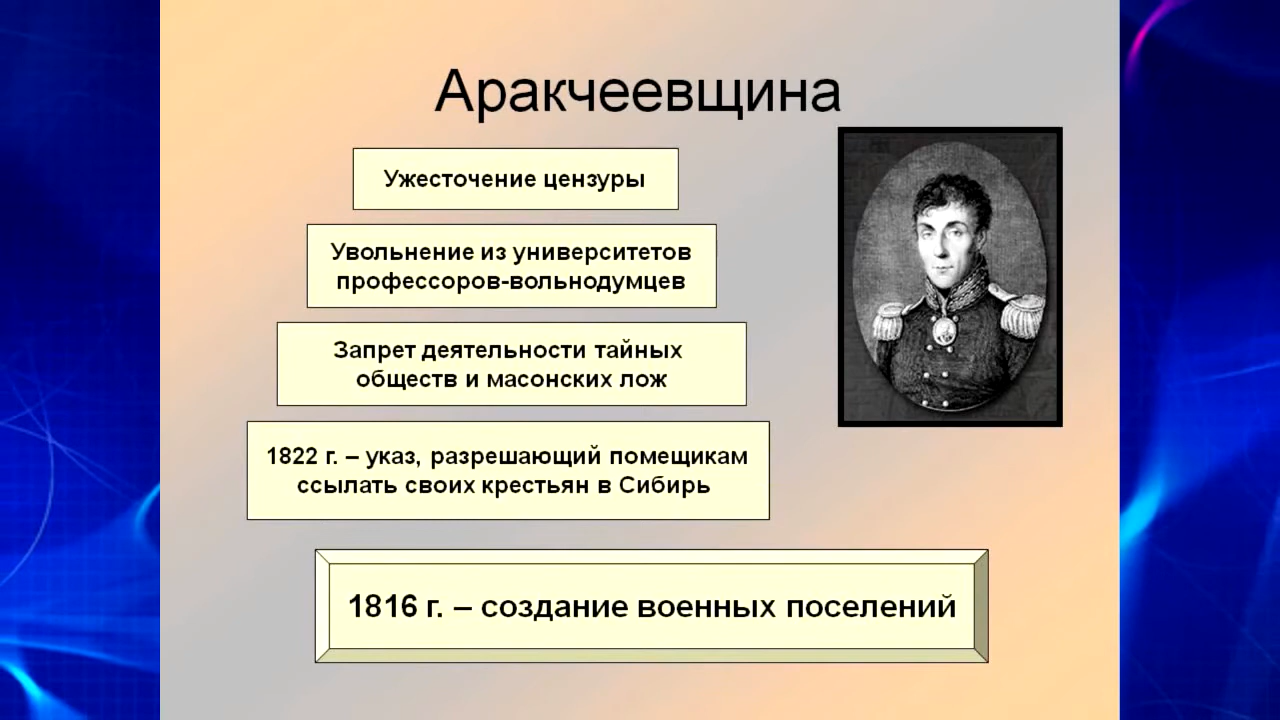 Аракчеевщина
Ужесточение цензуры
Увольнение из университетов
профессоров-вольнодумцев
Запрет деятельности тайных
обществ и масонских лож
1822 г. – указ, разрешающий помещикам
ссылать своих крестьян в Сибирь
1816 г. – создание военных поселений